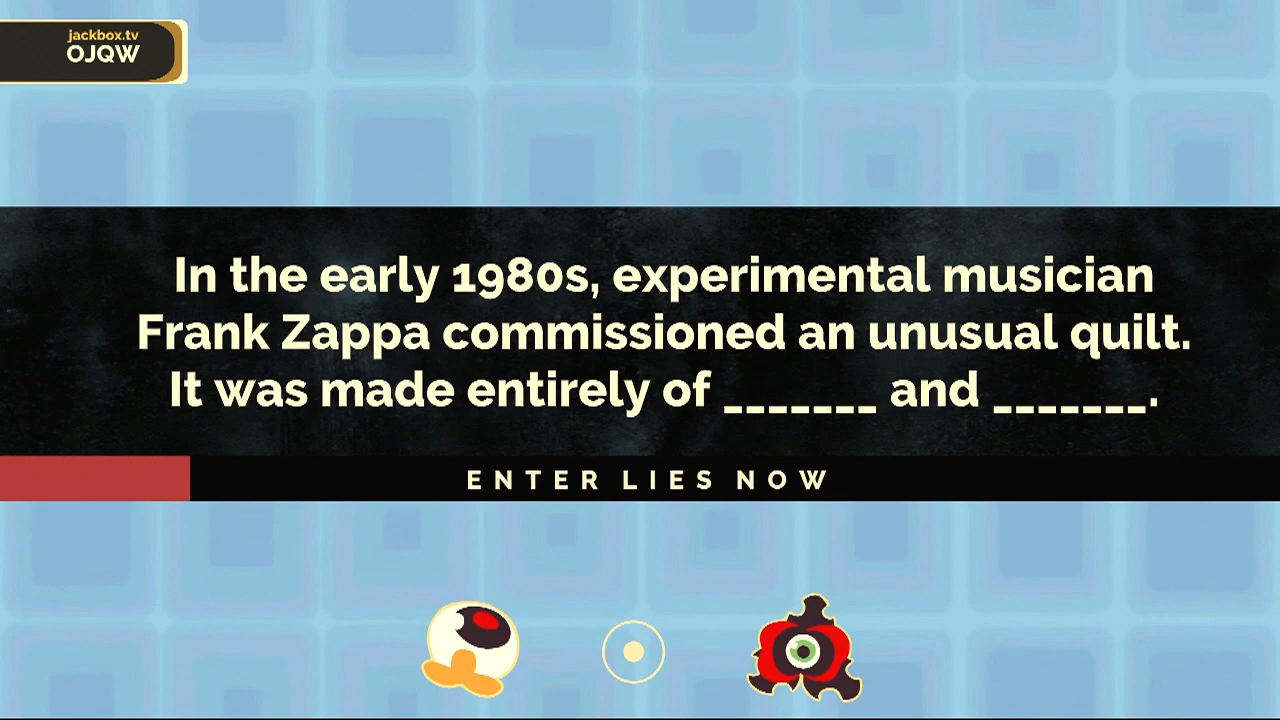 jackbox.tv
OJQW
In the early 1980s, experimental musician
Frank Zappa commissioned an unusual quilt.
It was made entirely of _______ and _______.
ENTER LIES NOW